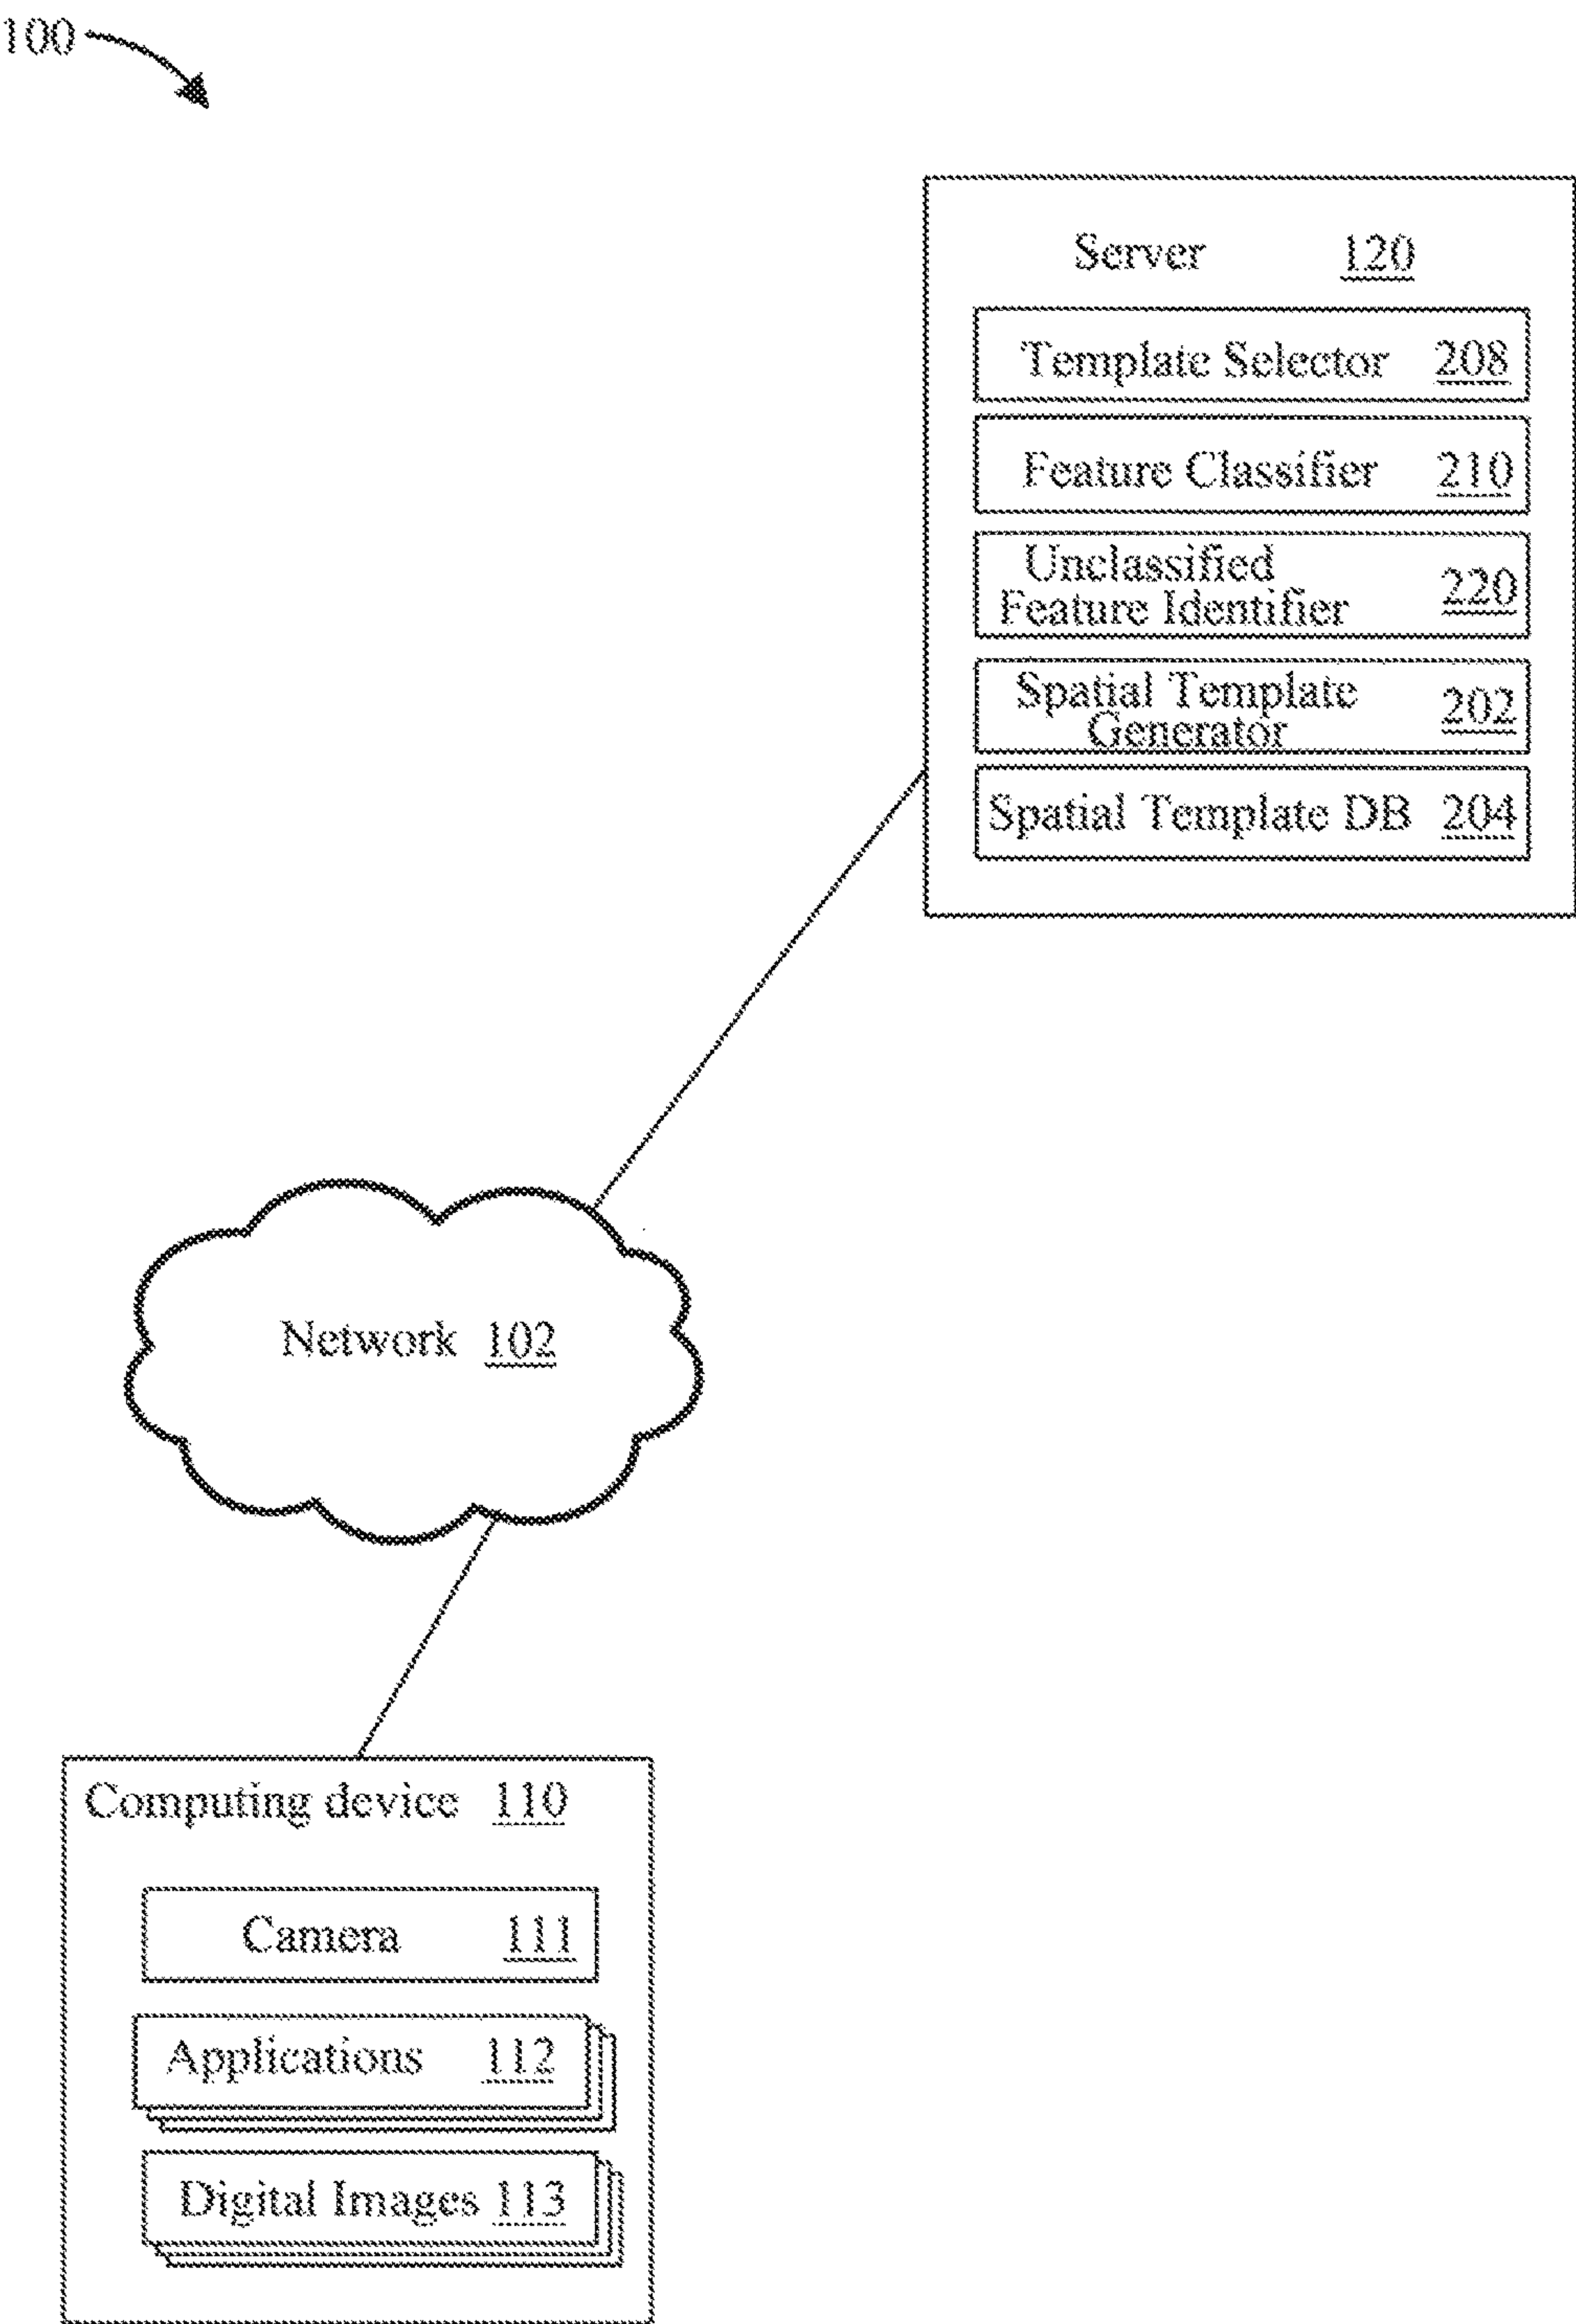 100
Server 120
Template Selector 208
Feature Classifier 210
Unclassified
Feature Identifier 220
Spatial Template
Generator 202
Spatial Template DB 204
Network 102
Computing device 110
Camera 111
Applications 112
Digital Images 113